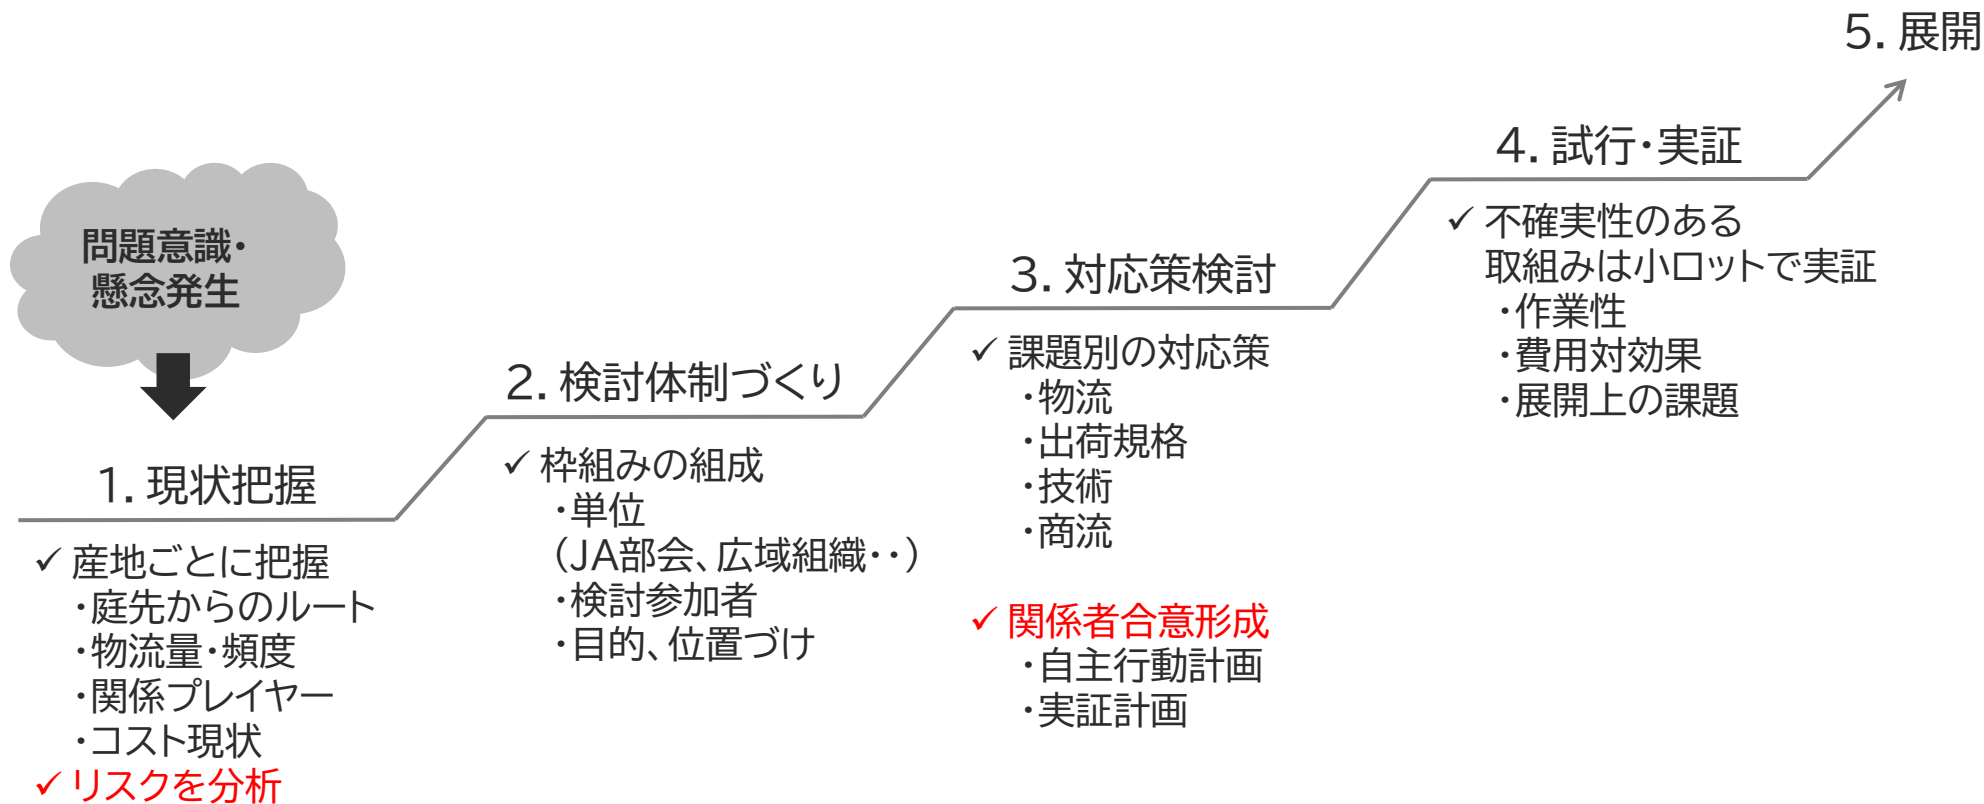 問題意識・
懸念発生
1．現状把握
✓ 産地ごとに把握
・庭先からのルート
・物流量・頻度
・関係プレイヤー
・コスト現状
✓ リスクを分析
2．検討体制づくり
✓ 枠組みの組成
・単位
（JA部会、広域組織・・）
・検討参加者
・目的、位置づけ
3．対応策検討
✓ 課題別の対応策
・物流
・出荷規格
・技術
・商流
✓ 関係者合意形成
・自主行動計画
・実証計画
4．試行・実証
✓ 不確実性のある
取組みは小ロットで実証
・作業性
・費用対効果
・展開上の課題
5．展開